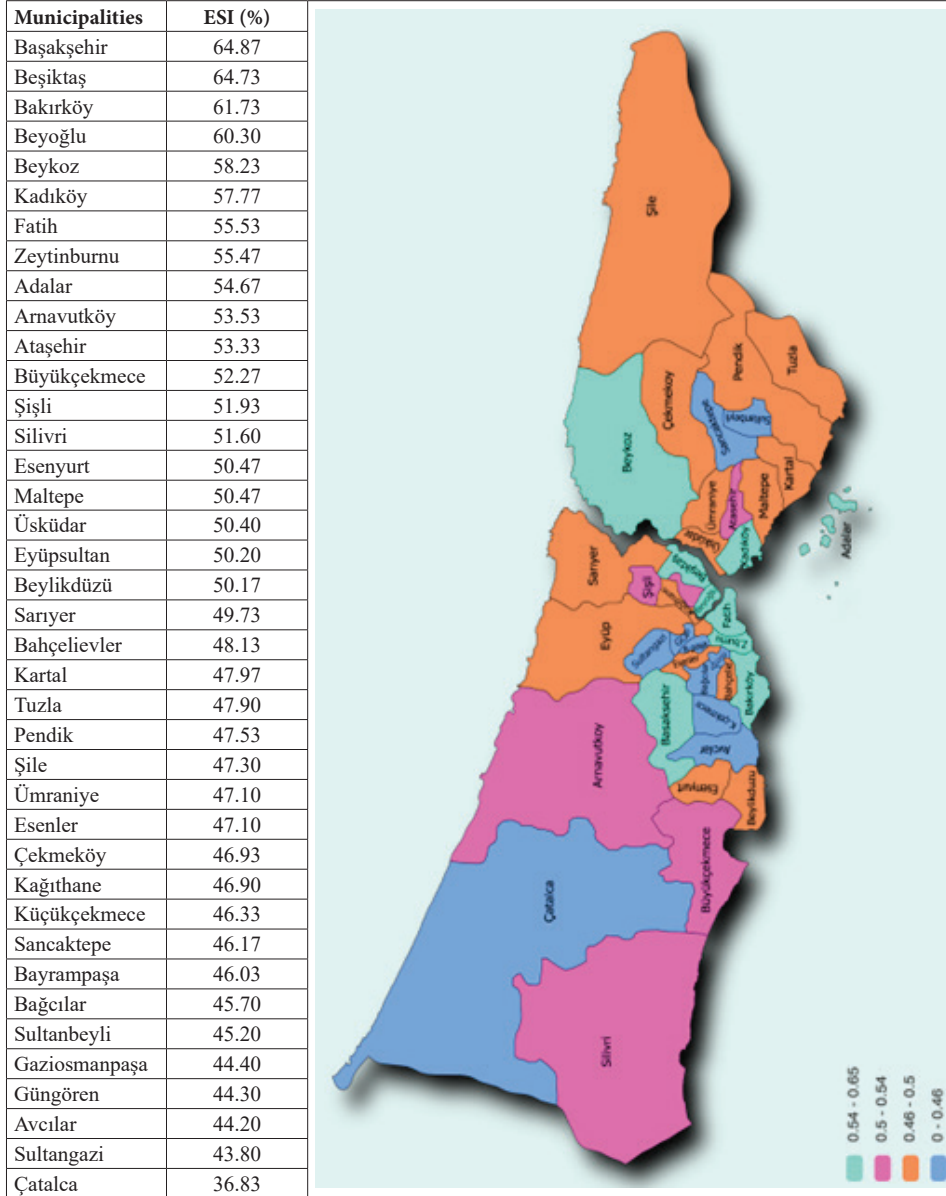 Municipalities ESI (%)
Başakşehir 64.87
Beşiktaş 64.73
Bakırköy 61.73
Beyoğlu 60.30
Beykoz 58.23
Kadıköy 57.77
Fatih 55.53
Zeytinburnu 55.47
Adalar 54.67
Arnavutköy 53.53
Ataşehir 53.33
Büyükçekmece 52.27
Şişli 51.93
Silivri 51.60
Esenyurt 50.47
Maltepe 50.47
Üsküdar 50.40
Eyüpsultan 50.20
Beylikdüzü 50.17
Sarıyer 49.73
Bahçelievler 48.13
Kartal 47.97
Tuzla 47.90
Pendik 47.53
Şile 47.30
Ümraniye 47.10
Esenler 47.10
Çekmeköy 46.93
Kağıthane 46.90
Küçükçekmece 46.33
Sancaktepe 46.17
Bayrampaşa 46.03
Bağcılar 45.70
Sultanbeyli 45.20
Gaziosmanpaşa 44.40
Güngören 44.30
Avcılar 44.20
Sultangazi 43.80
Çatalca 36.83
Şile
Beykoz
Çekmekoy
Pendik
Tuzla
Sancaktepe
Sultanbeyli
Ümraniye
Ataşehir
Maltepe
Kartal
Üsküdar
Kadıköy
Adalar
Sarıyer
Şişli
Beşiktaş
Eyüp
Fatih
Sultangazi
Bakırköy
Basaksehir
K.çekmece
Avcılar
Arnavutkoy
Esenyurt
Beylikduzu
Büyükçekmece
Çatalca
Silivri
0.54 - 0.65
0.5 - 0.54
0.46 - 0.5
0 - 0.46